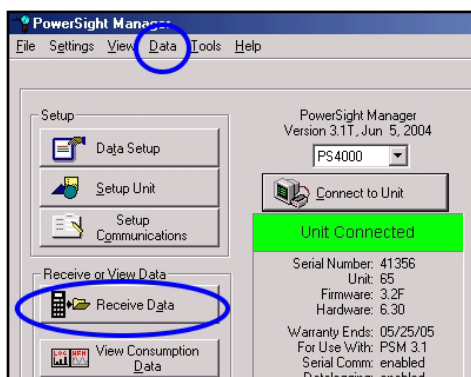 PowerSight Manager
File Settings View Data Tools Help
Setup
Data Setup
Setup Unit
Setup
Communications
Receive or View Data
Receive Data
View Consumption
Data
PowerSight Manager
Version 3.1T, Jun 5, 2004
PS4000
Connect to Unit
Unit Connected
Serial Number: 41356
Unit: 65
Firmware: 3.2F
Hardware: 6.30
Warranty Ends: 05/25/05
For Use With: PSM 3.1
Serial Comm: enabled
Datalogging: enabled